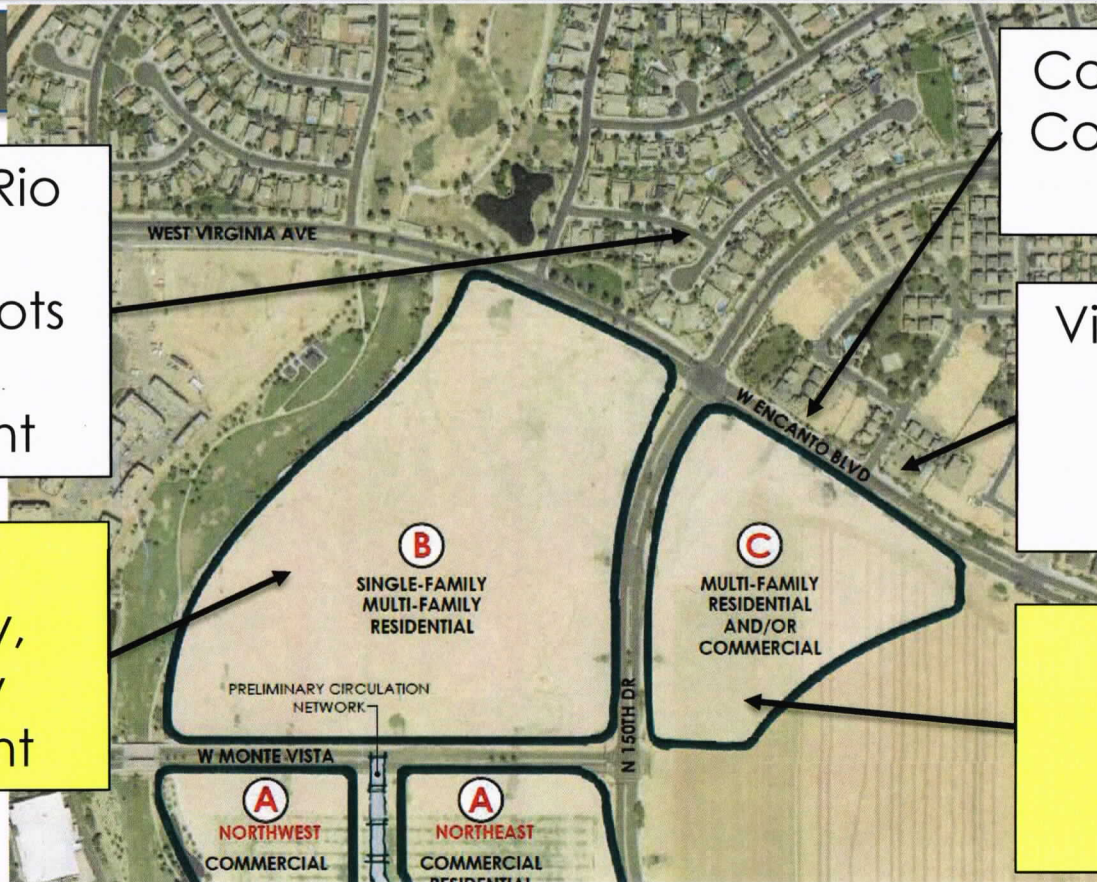 Rio
ots
nt
y,
nt
Co
Co
Vi
WEST VIRGINIA AVE
W ENCANTO BLVD
B
SINGLE-FAMILY
MULTI-FAMILY
RESIDENTIAL
C
MULTI-FAMILY
RESIDENTIAL
AND/OR
COMMERCIAL
PRELIMINARY CIRCULATION
NETWORK
N 150TH DR
W MONTE VISTA
A
NORTHWEST
COMMERCIAL
A
NORTHEAST
COMMERCIAL
RESIDENTIAL